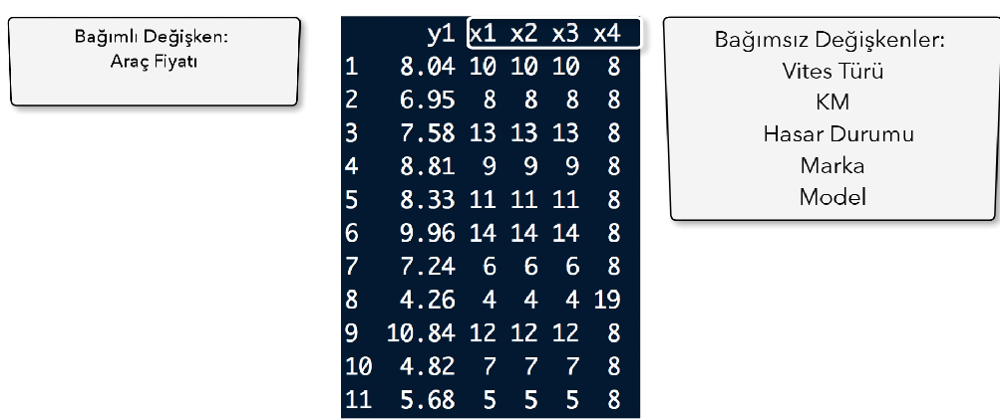 Bağımlı Değişken:
Araç Fiyatı
y1 x1 x2 x3 x4
1 8.04 10 10 10 8
2 6.95 8 8 8 8
3 7.58 13 13 13 8
4 8.81 9 9 9 8
5 8.33 11 11 11 8
6 9.96 14 14 14 8
7 7.24 6 6 6 8
8 4.26 4 4 4 19
9 10.84 12 12 12 8
10 4.82 7 7 7 8
11 5.68 5 5 5 8
Bağımsız Değişkenler:
Vites Türü
KM
Hasar Durumu
Marka
Model